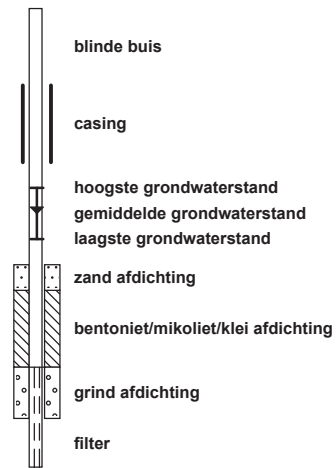 blinde buis
casing
hoogste grondwaterstand
gemiddelde grondwaterstand
laagste grondwaterstand
zand afdichting
bentoniet/mikoliet/klei afdichting
grind afdichting
filter